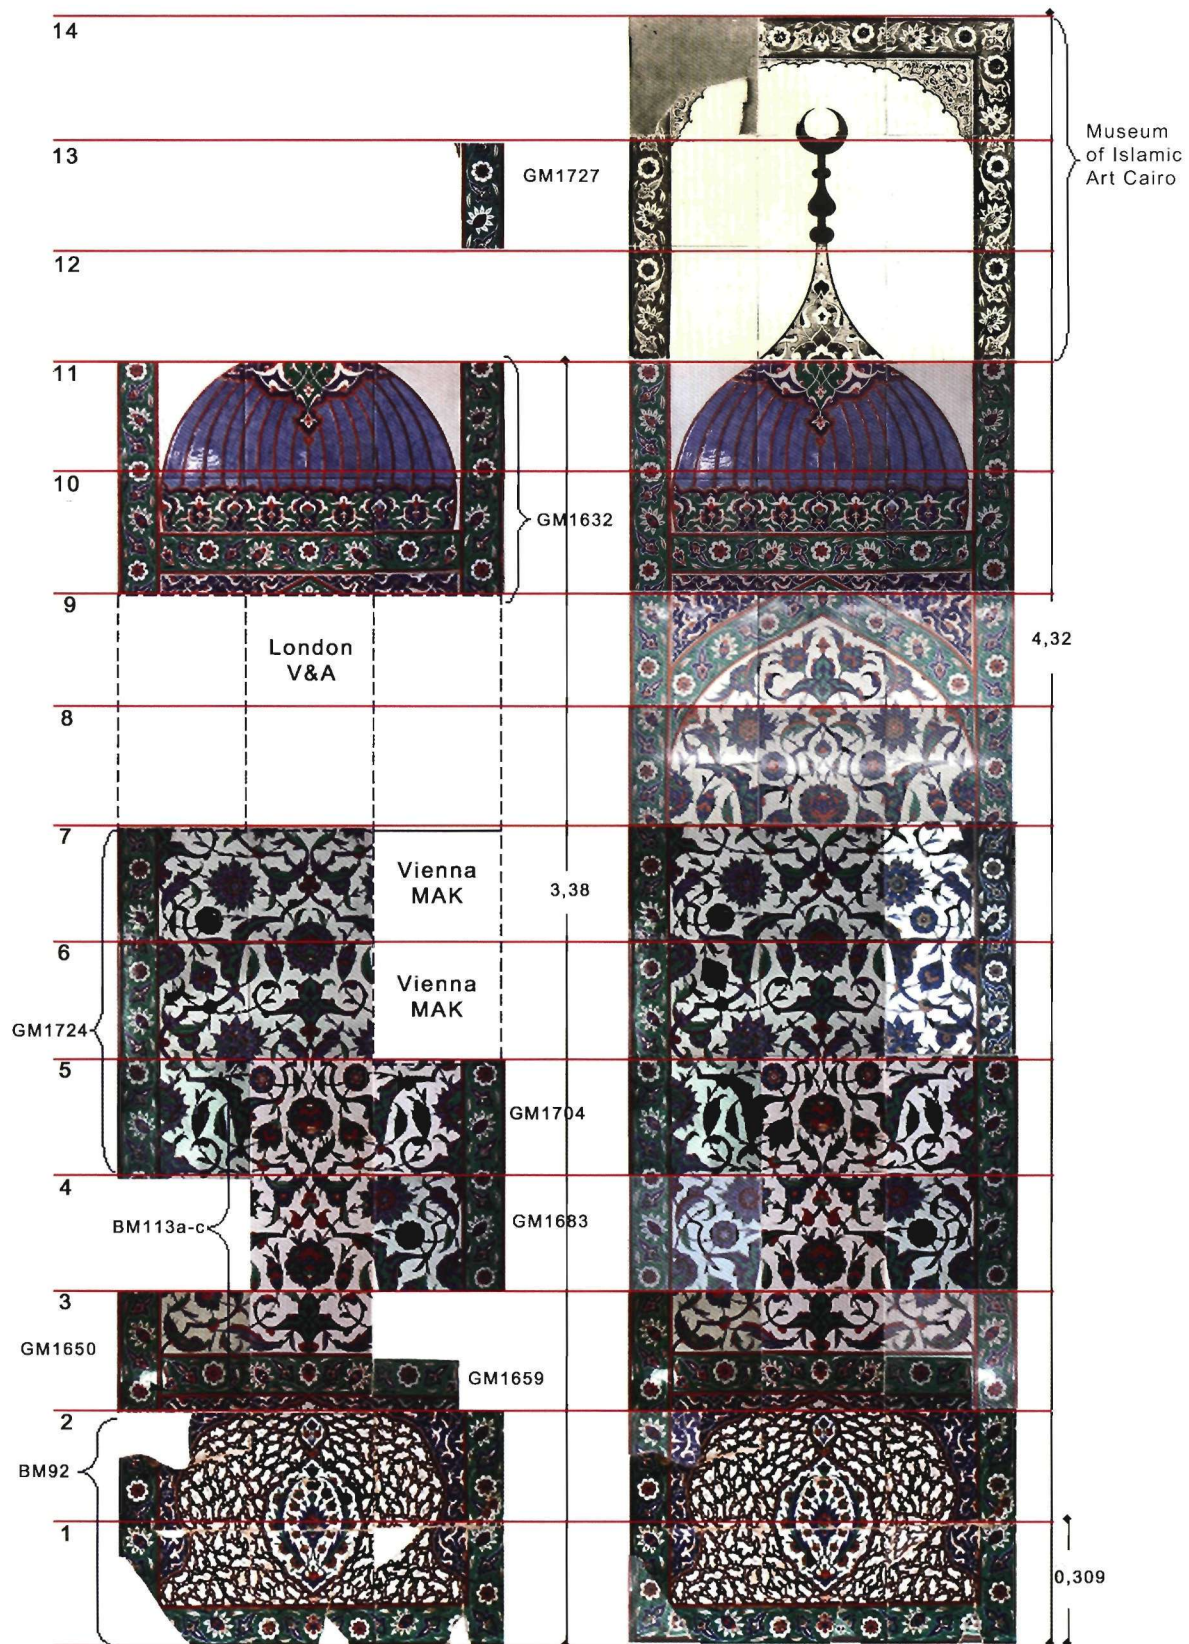 14
13
GM1727
Museum
of Islamic
Art Cairo
12
11
10
GM1632
9
London
V&A
4,32
8
7
Vienna
MAK
3,38
6
Vienna
MAK
GM1724
5
GM1704
4
BM113a-c
GM1683
3
GM1650
GM1659
2
BM92
1
0,309